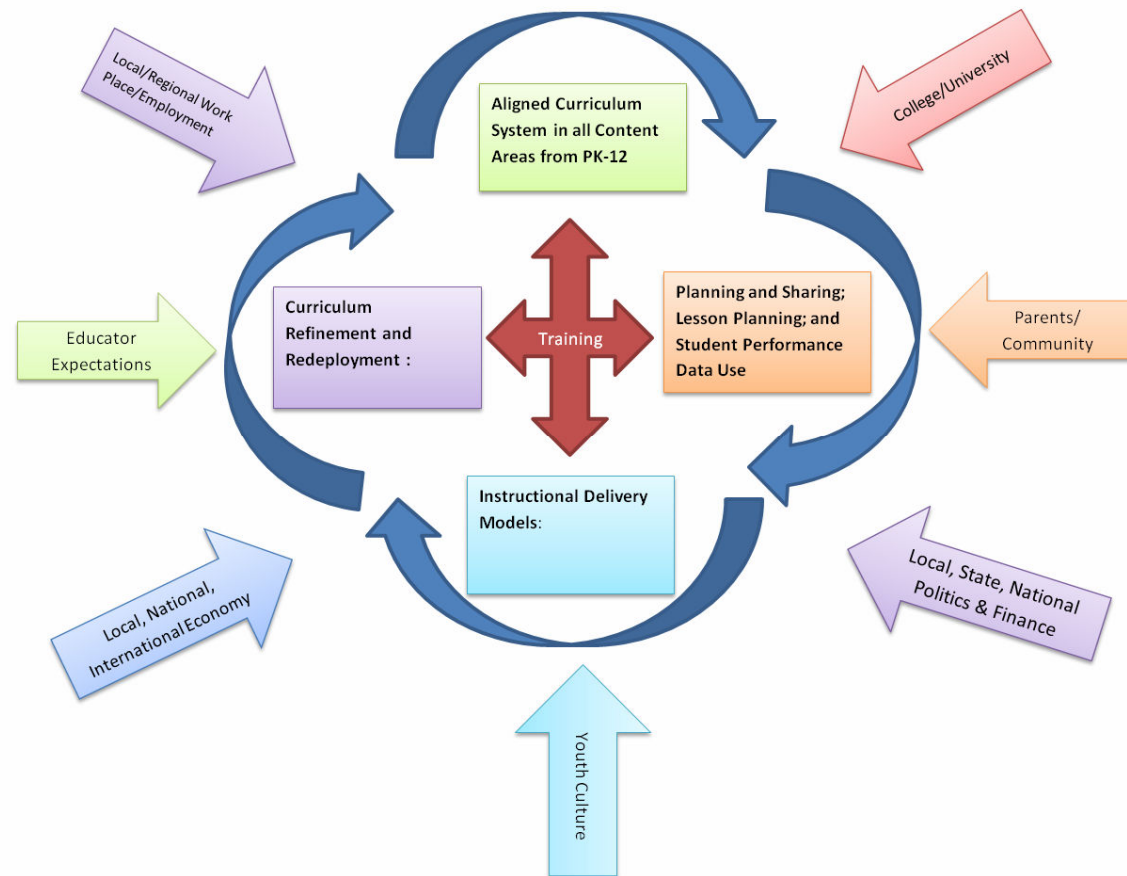 Local/Regional Work
Place/Employment
College/University
Aligned Curriculum
System in all Content
Areas from PK-12
Educator
Expectations
Curriculum
Refinement and
Redeployment :
Training
Planning and Sharing;
Lesson Planning; and
Student Performance
Data Use
Parents/
Community
Instructional Delivery
Models:
Local, National,
International Economy
Local, State, National
Politics & Finance
Youth Culture